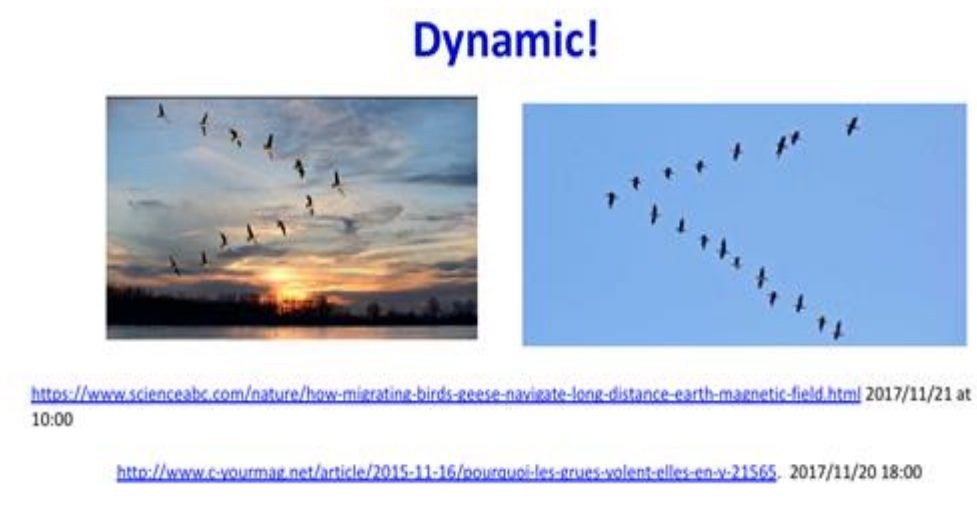 Dynamic!
https://www.scienceabc.com/nature/how-migrating-birds-geese-navigate-long-distance-earth-magnetic-field.html 2017/11/21 at
10:00
http://www.c-yourmag.net/article/2015-11-16/pourquoi-les-grues-volent-elles-en-v-21565. 2017/11/20 18:00